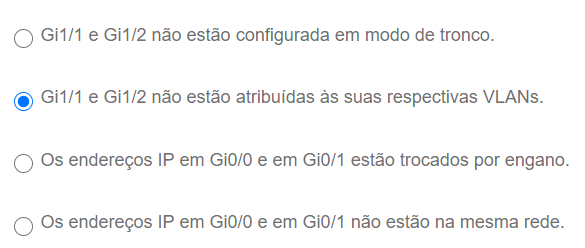 Gi1/1 e Gi1/2 não estão configurada em modo de tronco.
Gi1/1 e Gi1/2 não estão atribuídas às suas respectivas VLANs.
Os endereços IP em Gi0/0 e em Gi0/1 estão trocados por engano.
Os endereços IP em Gi0/0 e em Gi0/1 não estão na mesma rede.